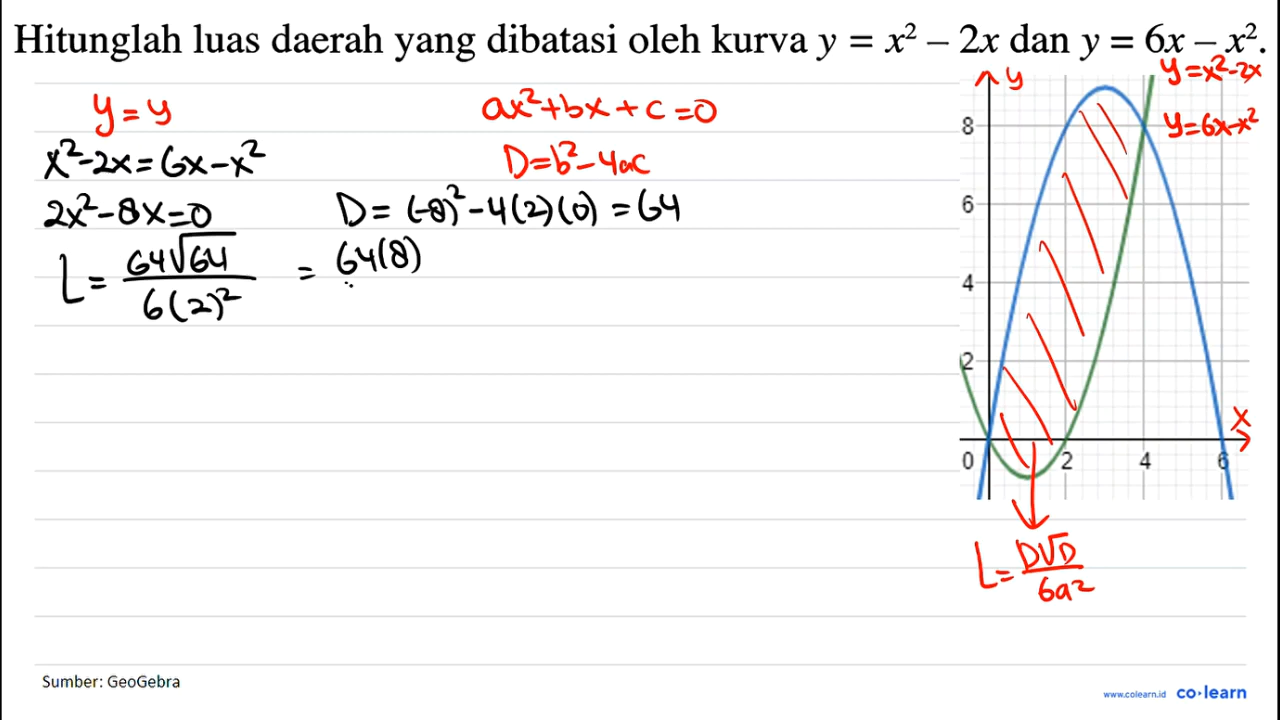 Hitunglah luas daerah yang dibatasi oleh kurva y = x² – 2x dan y = 6x – x².
y = y
x² - 2x = 6x - x²
2x² - 8x = 0
L = 64√64 / 6(2)² = 64(8)
ax² + bx + c = 0
D = b² - 4ac
D = (-8)² - 4(2)(0) = 64
y
y = x² - 2x
y = 6x - x²
8
6
4
2
x
0 2 4 6
L = D√D / 6a²
Sumber: GeoGebra
www.colearn.id co·learn